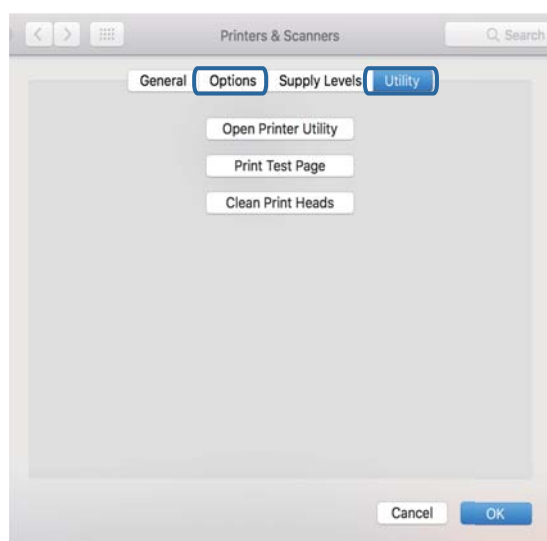 Printers & Scanners Search
General Options Supply Levels Utility
Open Printer Utility
Print Test Page
Clean Print Heads
Cancel OK